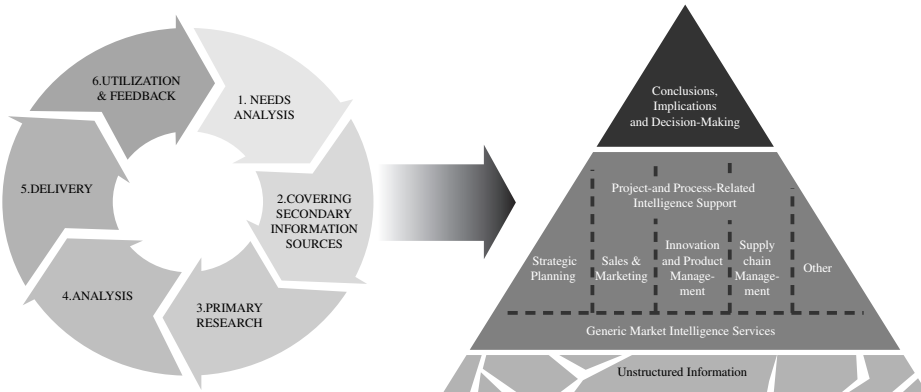 6.UTILIZATION
& FEEDBACK
1. NEEDS
ANALYSIS
2.COVERING
SECONDARY
INFORMATION
SOURCES
3.PRIMARY
RESEARCH
4.ANALYSIS
5.DELIVERY
Conclusions,
Implications
and Decision-Making
Project-and Process-Related
Intelligence Support
Strategic
Planning
Sales &
Marketing
Innovation
and Product
Manage-
ment
Supply
chain
Manage-
ment
Other
Generic Market Intelligence Services
Unstructured Information